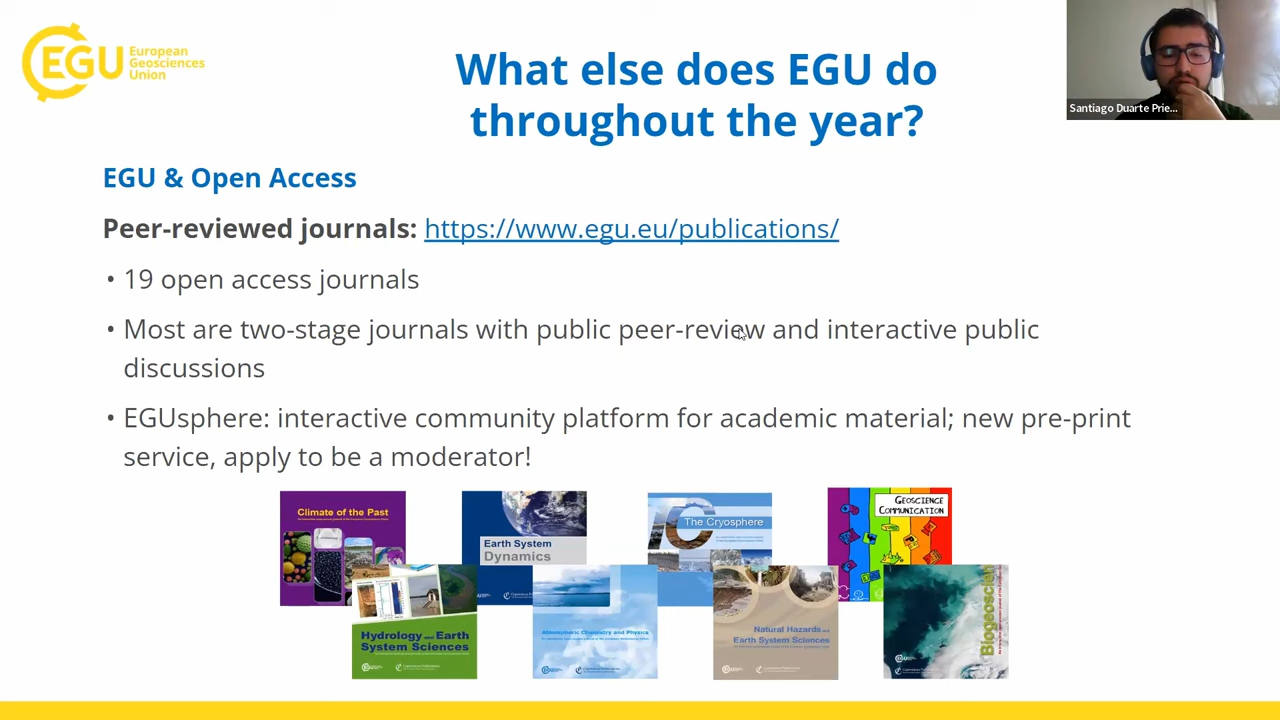 EGU
European
Geosciences
Union
What else does EGU do
throughout the year?
Santiago Duarte Prie...
EGU & Open Access
Peer-reviewed journals: https://www.egu.eu/publications/
• 19 open access journals
• Most are two-stage journals with public peer-review and interactive public
discussions
• EGUsphere: interactive community platform for academic material; new pre-print
service, apply to be a moderator!
Climate of the Past
Earth System
Dynamics
The Cryosphere
GEOSCIENCE
COMMUNICATION
Hydrology and Earth
System Sciences
Atmospheric Chemistry and Physics
Natural Hazards and
Earth System Sciences
Biogeoscien